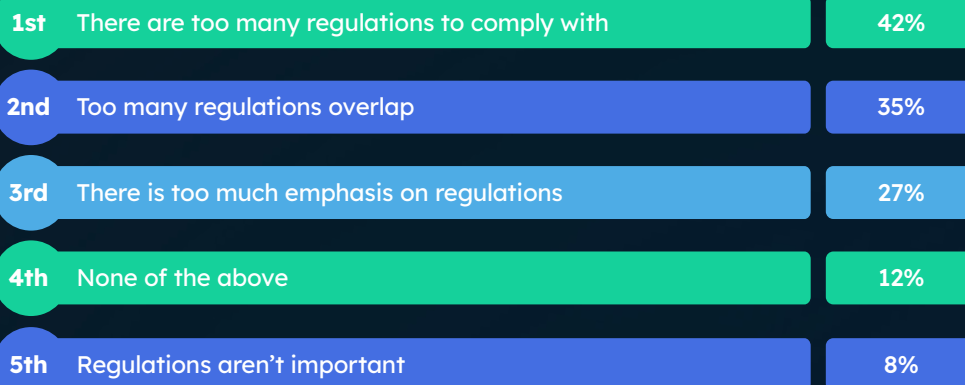 1st There are too many regulations to comply with 42%
2nd Too many regulations overlap 35%
3rd There is too much emphasis on regulations 27%
4th None of the above 12%
5th Regulations aren’t important 8%